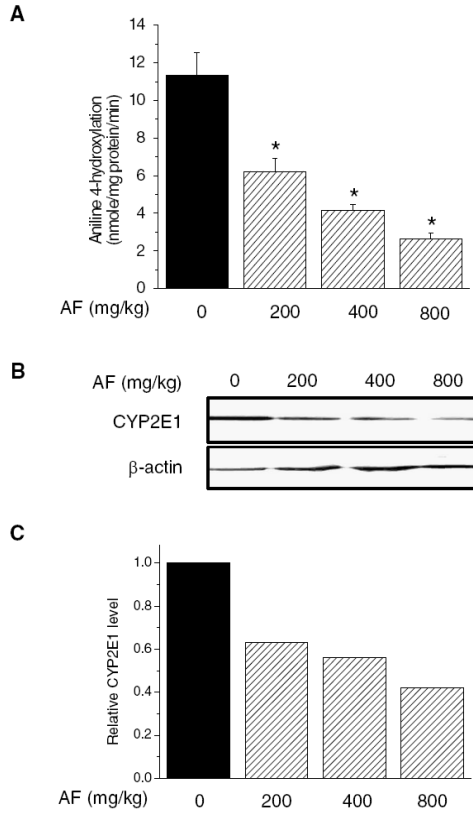 A
14
12
10
8
6
4
2
0
Aniline 4-hydroxylation
(nmole/mg protein/min)
*
*
*
AF (mg/kg) 0 200 400 800
B
AF (mg/kg) 0 200 400 800
CYP2E1
β-actin
C
1.0
0.8
0.6
0.4
0.2
0.0
Relative CYP2E1 level
AF (mg/kg) 0 200 400 800